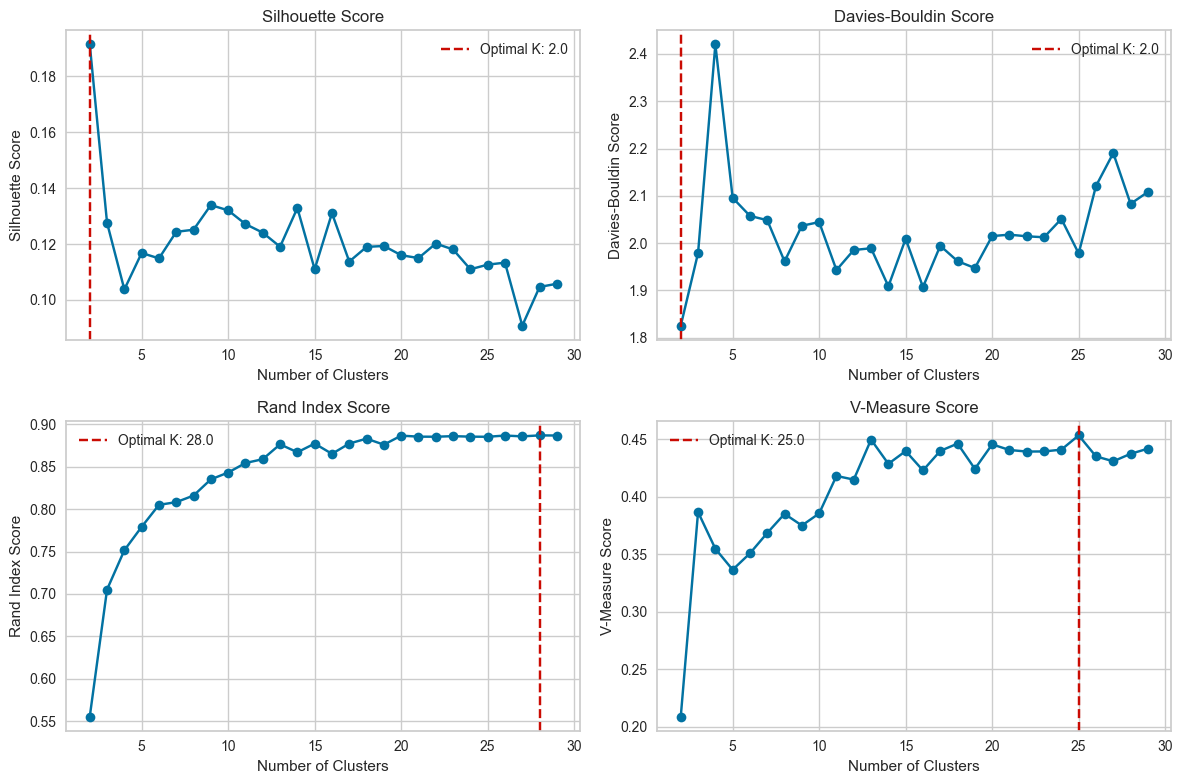 Silhouette Score
Silhouette Score
0.18
0.16
0.14
0.12
0.10
Optimal K: 2.0
5 10 15 20 25 30
Number of Clusters
Davies-Bouldin Score
Davies-Bouldin Score
2.4
2.3
2.2
2.1
2.0
1.9
1.8
Optimal K: 2.0
5 10 15 20 25 30
Number of Clusters
Rand Index Score
Rand Index Score
0.90
0.85
0.80
0.75
0.70
0.65
0.60
0.55
Optimal K: 28.0
5 10 15 20 25 30
Number of Clusters
V-Measure Score
V-Measure Score
0.45
0.40
0.35
0.30
0.25
0.20
Optimal K: 25.0
5 10 15 20 25 30
Number of Clusters